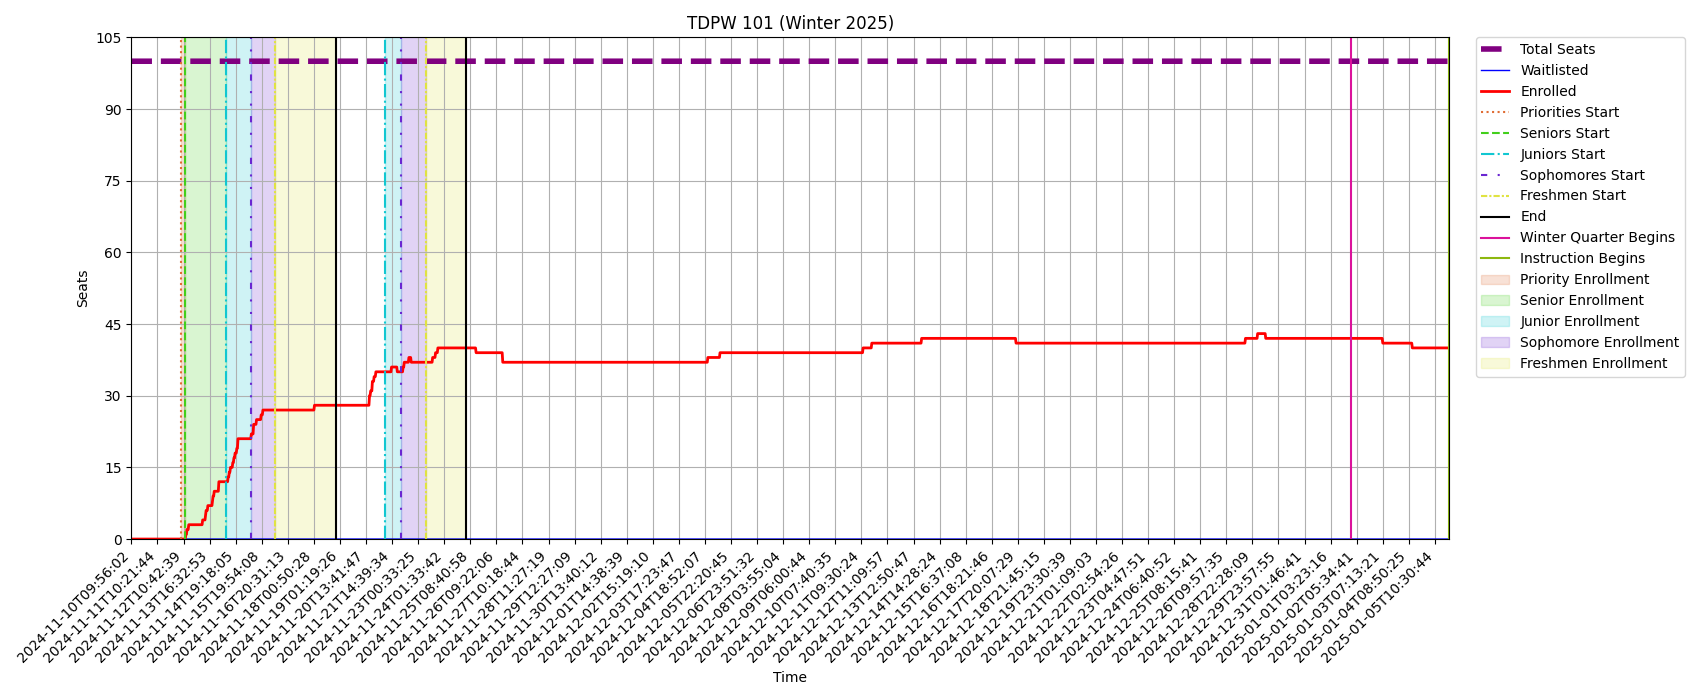 TDPW 101 (Winter 2025)
105
90
75
60
45
30
15
0
Seats
2024-11-10T09:56:02
2024-11-11T10:21:44
2024-11-12T10:42:39
2024-11-13T16:32:53
2024-11-14T19:18:05
2024-11-15T19:54:08
2024-11-16T20:31:13
2024-11-18T00:50:28
2024-11-19T01:19:26
2024-11-20T13:41:47
2024-11-21T14:39:34
2024-11-23T00:33:25
2024-11-24T01:33:42
2024-11-25T08:40:58
2024-11-26T09:22:06
2024-11-27T10:18:44
2024-11-28T11:27:19
2024-11-29T12:27:09
2024-11-30T13:40:12
2024-12-01T14:38:39
2024-12-02T15:19:10
2024-12-03T17:23:47
2024-12-04T18:52:07
2024-12-05T22:20:45
2024-12-06T23:51:32
2024-12-08T03:55:04
2024-12-09T06:00:44
2024-12-10T07:40:35
2024-12-11T09:30:24
2024-12-12T11:09:57
2024-12-13T12:50:47
2024-12-14T14:28:24
2024-12-15T16:37:08
2024-12-16T18:21:46
2024-12-17T20:07:29
2024-12-18T21:45:15
2024-12-19T23:30:39
2024-12-21T01:09:03
2024-12-22T02:54:26
2024-12-23T04:47:51
2024-12-24T06:40:52
2024-12-25T08:15:41
2024-12-26T09:57:35
2024-12-28T22:28:09
2024-12-29T23:57:55
2024-12-31T01:46:41
2025-01-01T03:23:16
2025-01-02T05:34:41
2025-01-03T07:13:21
2025-01-04T08:50:25
2025-01-05T10:30:44
Time
Total Seats
Waitlisted
Enrolled
Priorities Start
Seniors Start
Juniors Start
Sophomores Start
Freshmen Start
End
Winter Quarter Begins
Instruction Begins
Priority Enrollment
Senior Enrollment
Junior Enrollment
Sophomore Enrollment
Freshmen Enrollment